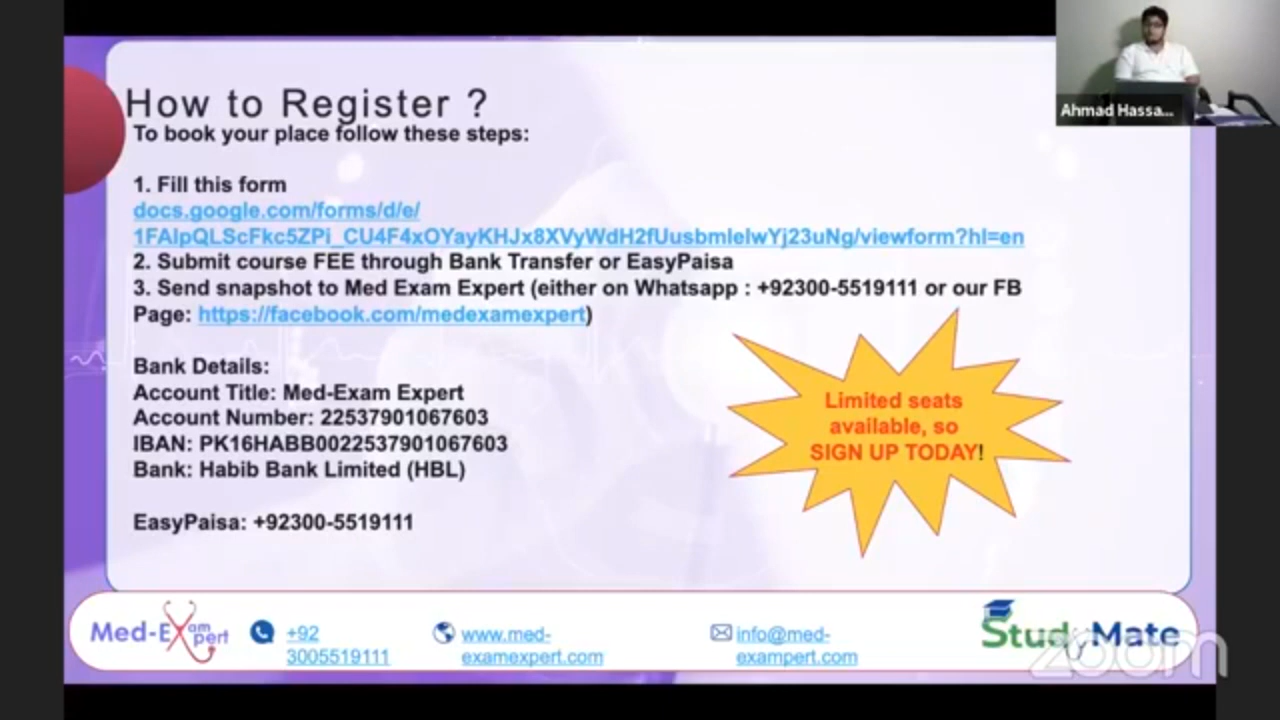 How to Register ?
To book your place follow these steps:
1. Fill this form
docs.google.com/forms/d/e/
1FAIpQLScFkc5ZPi_CU4F4xOYayKHJx8XVyWdH2fUusbmIelwYj23uNg/viewform?hl=en
2. Submit course FEE through Bank Transfer or EasyPaisa
3. Send snapshot to Med Exam Expert (either on Whatsapp : +92300-5519111 or our FB
Page: https://facebook.com/medexamexpert)
Bank Details:
Account Title: Med-Exam Expert
Account Number: 22537901067603
IBAN: PK16HABB0022537901067603
Bank: Habib Bank Limited (HBL)
EasyPaisa: +92300-5519111
Limited seats
available, so
SIGN UP TODAY!
Ahmad Hassa...
Med-Exam Expert
+92
3005519111
www.med-
examexpert.com
info@med-
exampert.com
StudyMate
zoom